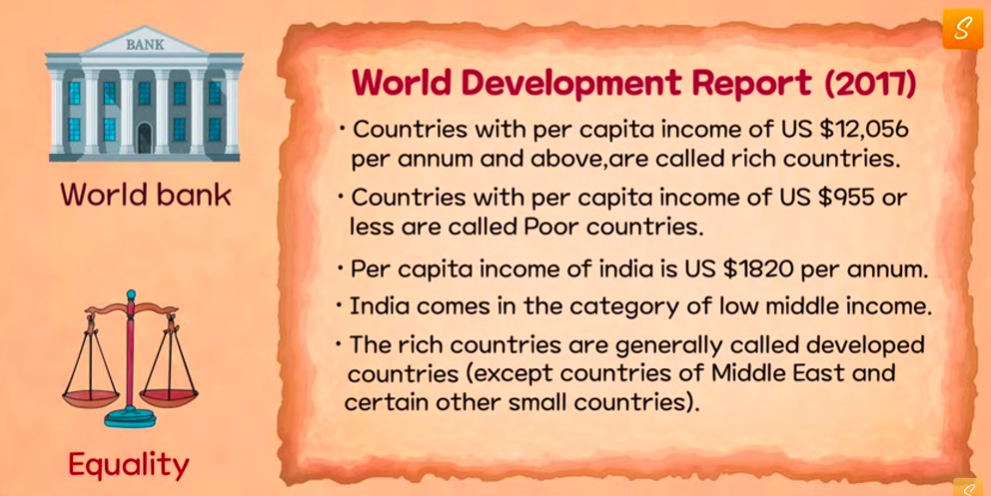 BANK
World bank
Equality
World Development Report (2017)
• Countries with per capita income of US $12,056
per annum and above,are called rich countries.
• Countries with per capita income of US $955 or
less are called Poor countries.
• Per capita income of india is US $1820 per annum.
• India comes in the category of low middle income.
• The rich countries are generally called developed
countries (except countries of Middle East and
certain other small countries).
S
S